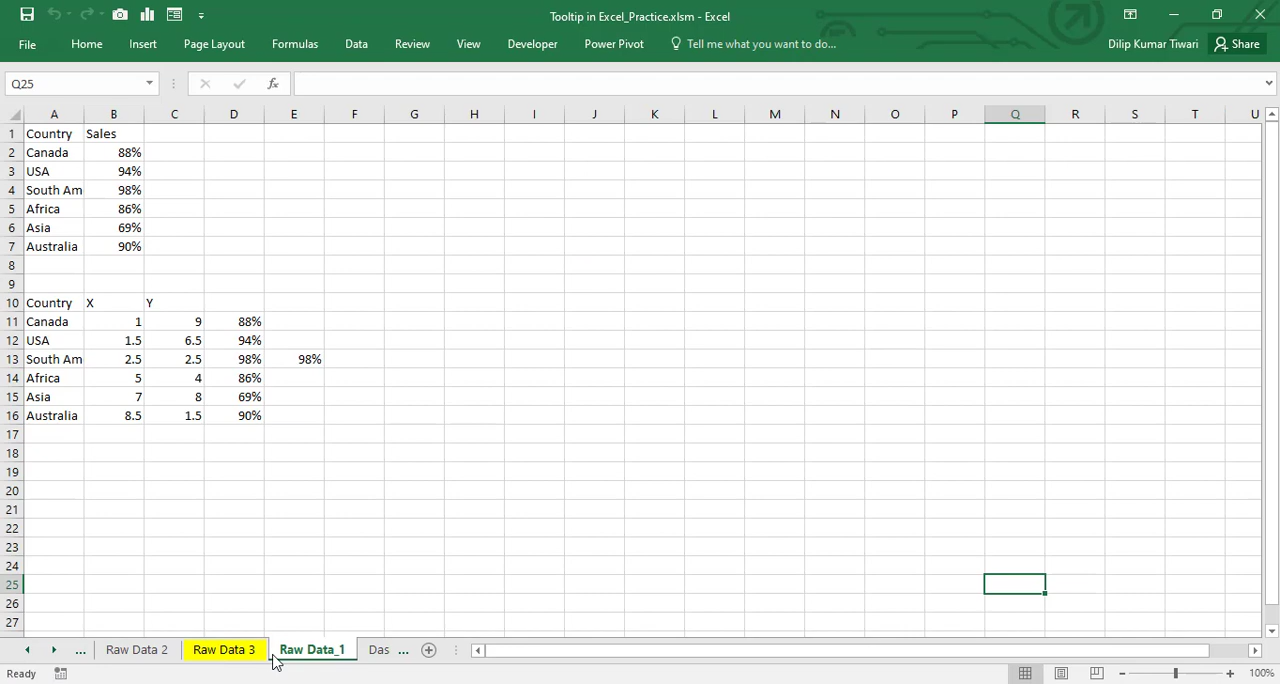 Tooltip in Excel_Practice.xlsm - Excel
File Home Insert Page Layout Formulas Data Review View Developer Power Pivot Tell me what you want to do... Dilip Kumar Tiwari Share
Q25 fx
A B C D E F G H I J K L M N O P Q R S T U
1 Country Sales
2 Canada 88%
3 USA 94%
4 South Am 98%
5 Africa 86%
6 Asia 69%
7 Australia 90%
8
9
10 Country X Y
11 Canada 1 9 88%
12 USA 1.5 6.5 94%
13 South Am 2.5 2.5 98% 98%
14 Africa 5 4 86%
15 Asia 7 8 69%
16 Australia 8.5 1.5 90%
17
18
19
20
21
22
23
24
25
26
27
... Raw Data 2 Raw Data 3 Raw Data_1 Das ...
Ready 100%